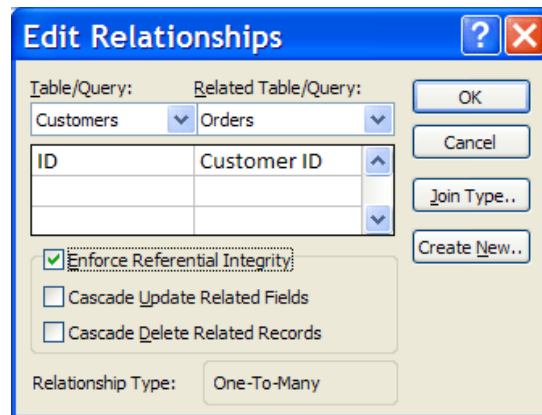 Edit Relationships
Table/Query: Related Table/Query:
Customers Orders
ID Customer ID
Enforce Referential Integrity
Cascade Update Related Fields
Cascade Delete Related Records
Relationship Type: One-To-Many
OK
Cancel
Join Type..
Create New..